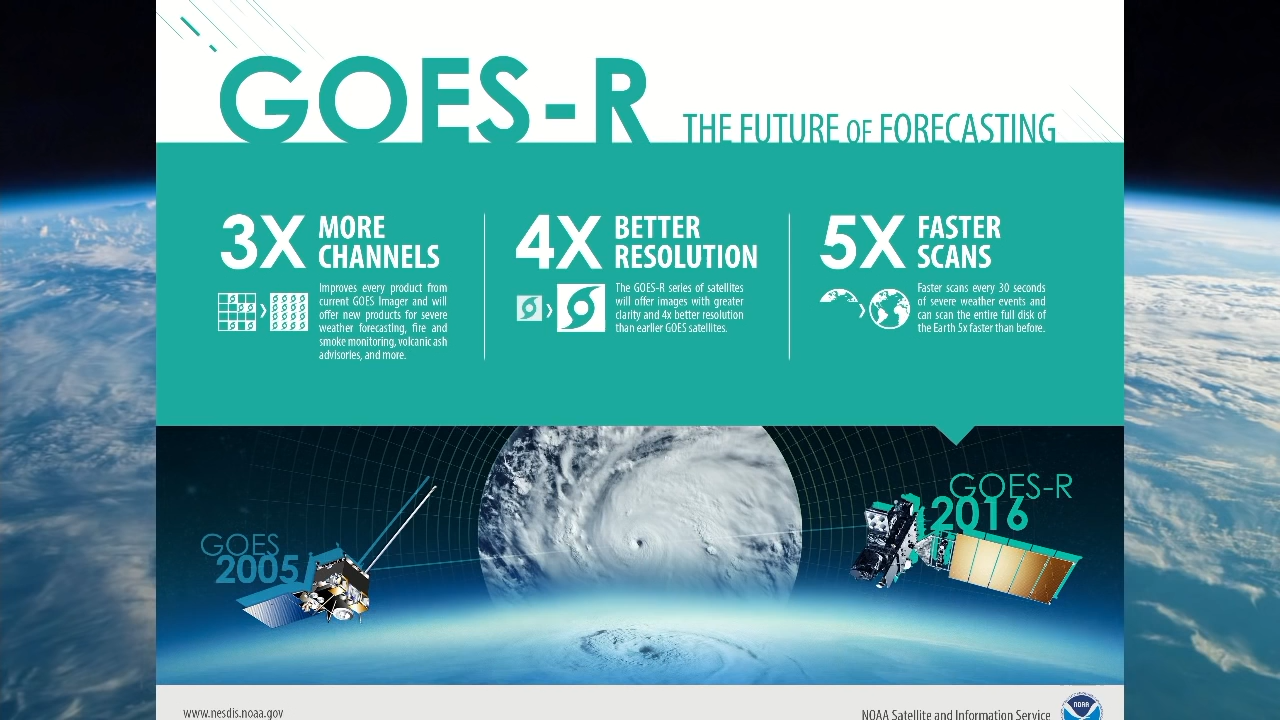 GOES-R
THE FUTURE OF FORECASTING
3X MORE
CHANNELS
Improves every product from
current GOES Imager and will
offer new products for severe
weather forecasting, fire and
smoke monitoring, volcanic ash
advisories, and more.
4X BETTER
RESOLUTION
The GOES-R series of satellites
will offer images with greater
clarity and 4x better resolution
than earlier GOES satellites.
5X FASTER
SCANS
Faster scans every 30 seconds
of severe weather events and
can scan the entire full disk of
the Earth 5x faster than before.
GOES
2005
GOES-R
2016
www.nesdis.noaa.gov
NOAA Satellite and Information Service
NOAA